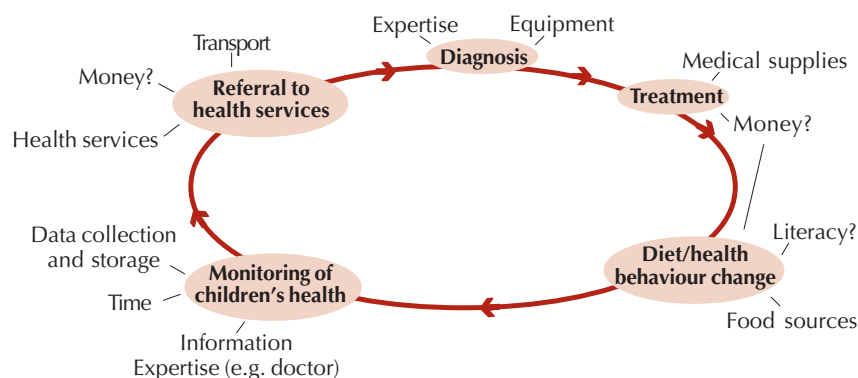 Expertise
Equipment
Transport
Diagnosis
Medical supplies
Money?
Referral to
health services
Treatment
Money?
Health services
Data collection
and storage
Literacy?
Diet/health
behaviour change
Monitoring of
children's health
Time
Food sources
Information
Expertise (e.g. doctor)